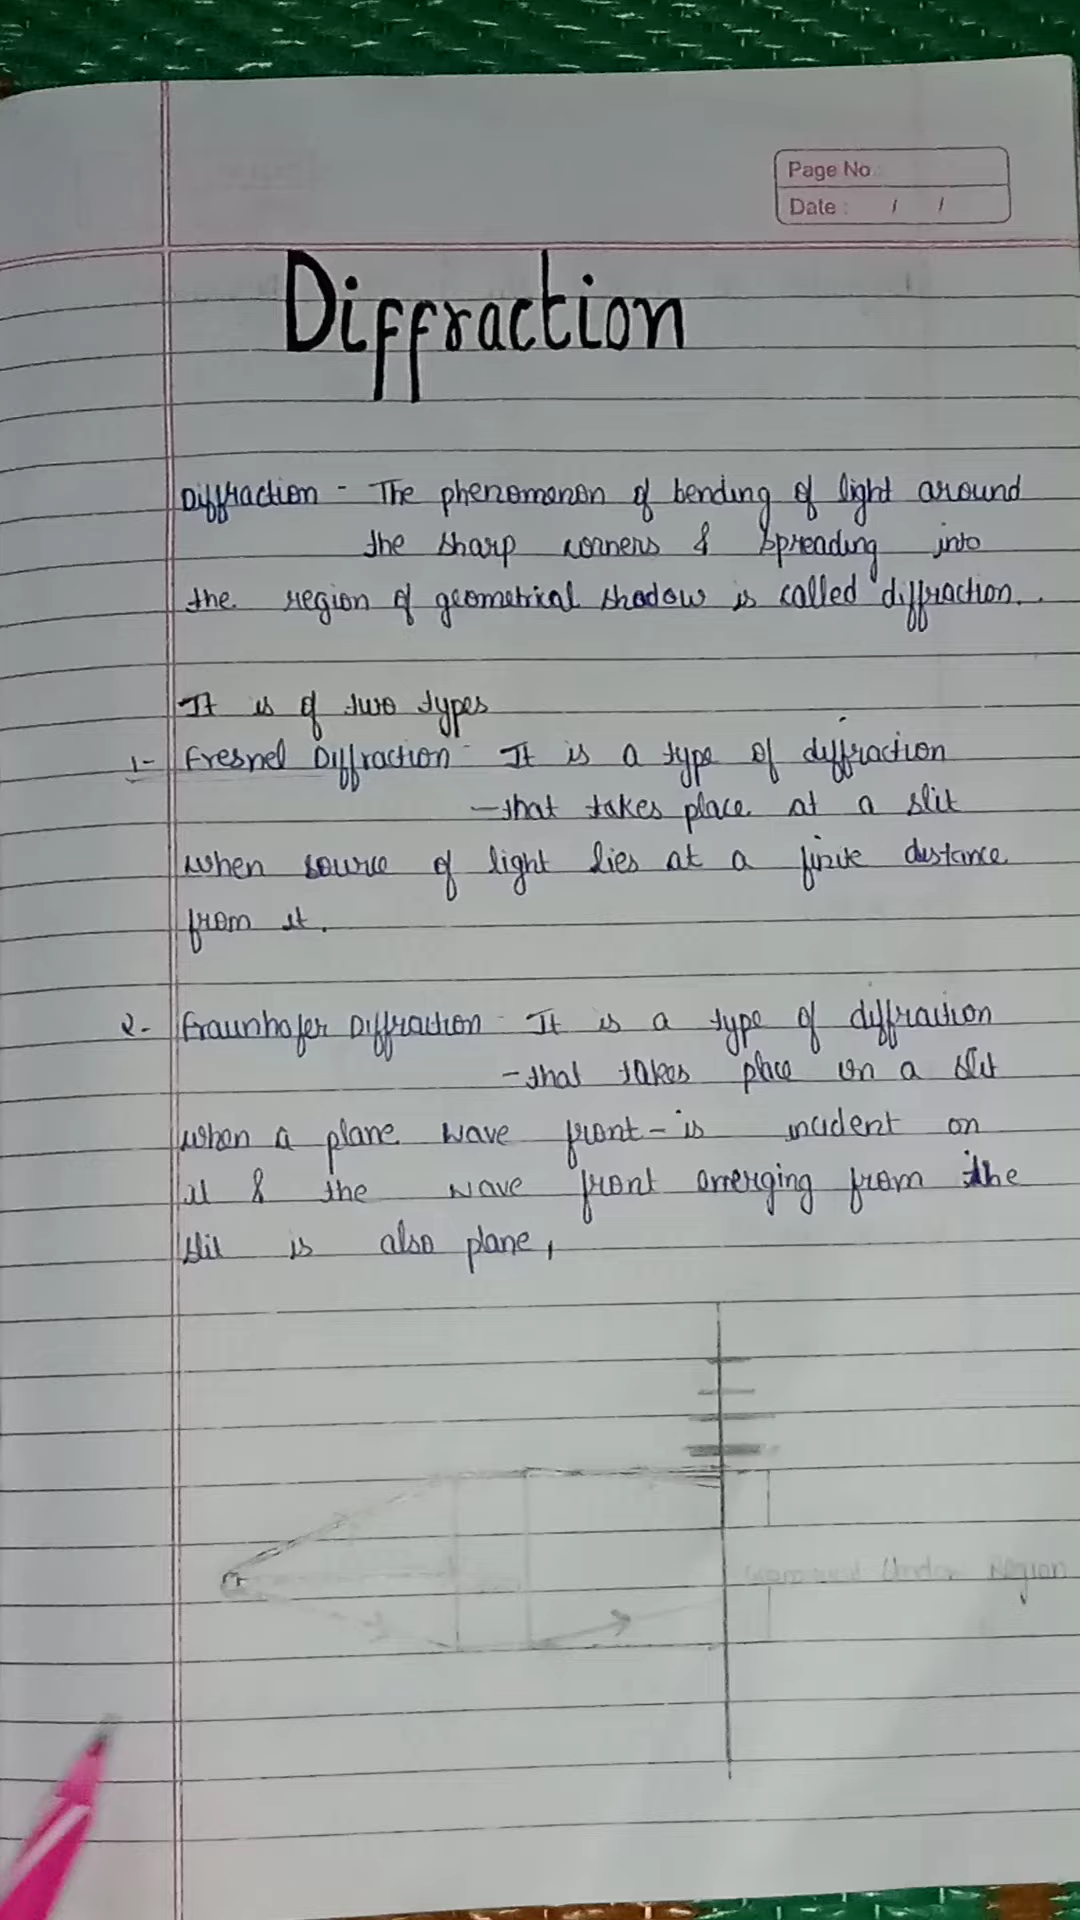 Page No.
Date : / /
Diffraction
Diffraction - The phenomenon of bending of light around
the sharp corners & spreading into
the region of geometrical shadow is called diffraction.
It is of two types
1- Fresnel Diffraction - It is a type of diffraction
that takes place at a slit
when source of light lies at a finite distance
from it.
2- Fraunhofer Diffraction - It is a type of diffraction
that takes place on a slit
when a plane wave front is incident on
it & the wave front emerging from the
slit is also plane,
Region